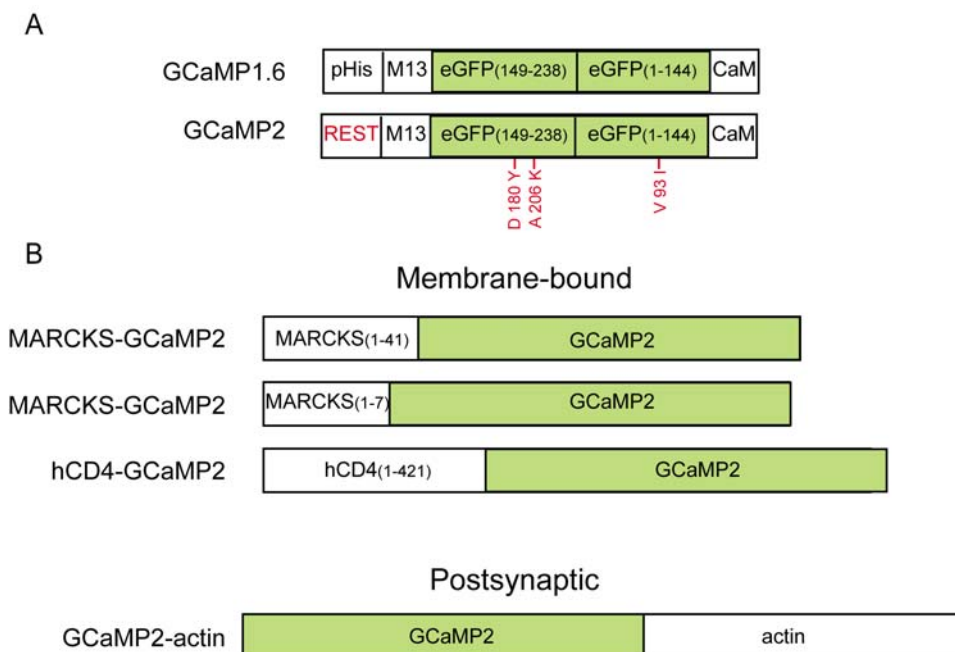 A
GCaMP1.6 pHis M13 eGFP(149-238) eGFP(1-144) CaM
GCaMP2 REST M13 eGFP(149-238) eGFP(1-144) CaM
D 180 Y
A 206 K
V 93 I
B
Membrane-bound
MARCKS-GCaMP2 MARCKS(1-41) GCaMP2
MARCKS-GCaMP2 MARCKS(1-7) GCaMP2
hCD4-GCaMP2 hCD4(1-421) GCaMP2
Postsynaptic
GCaMP2-actin GCaMP2 actin